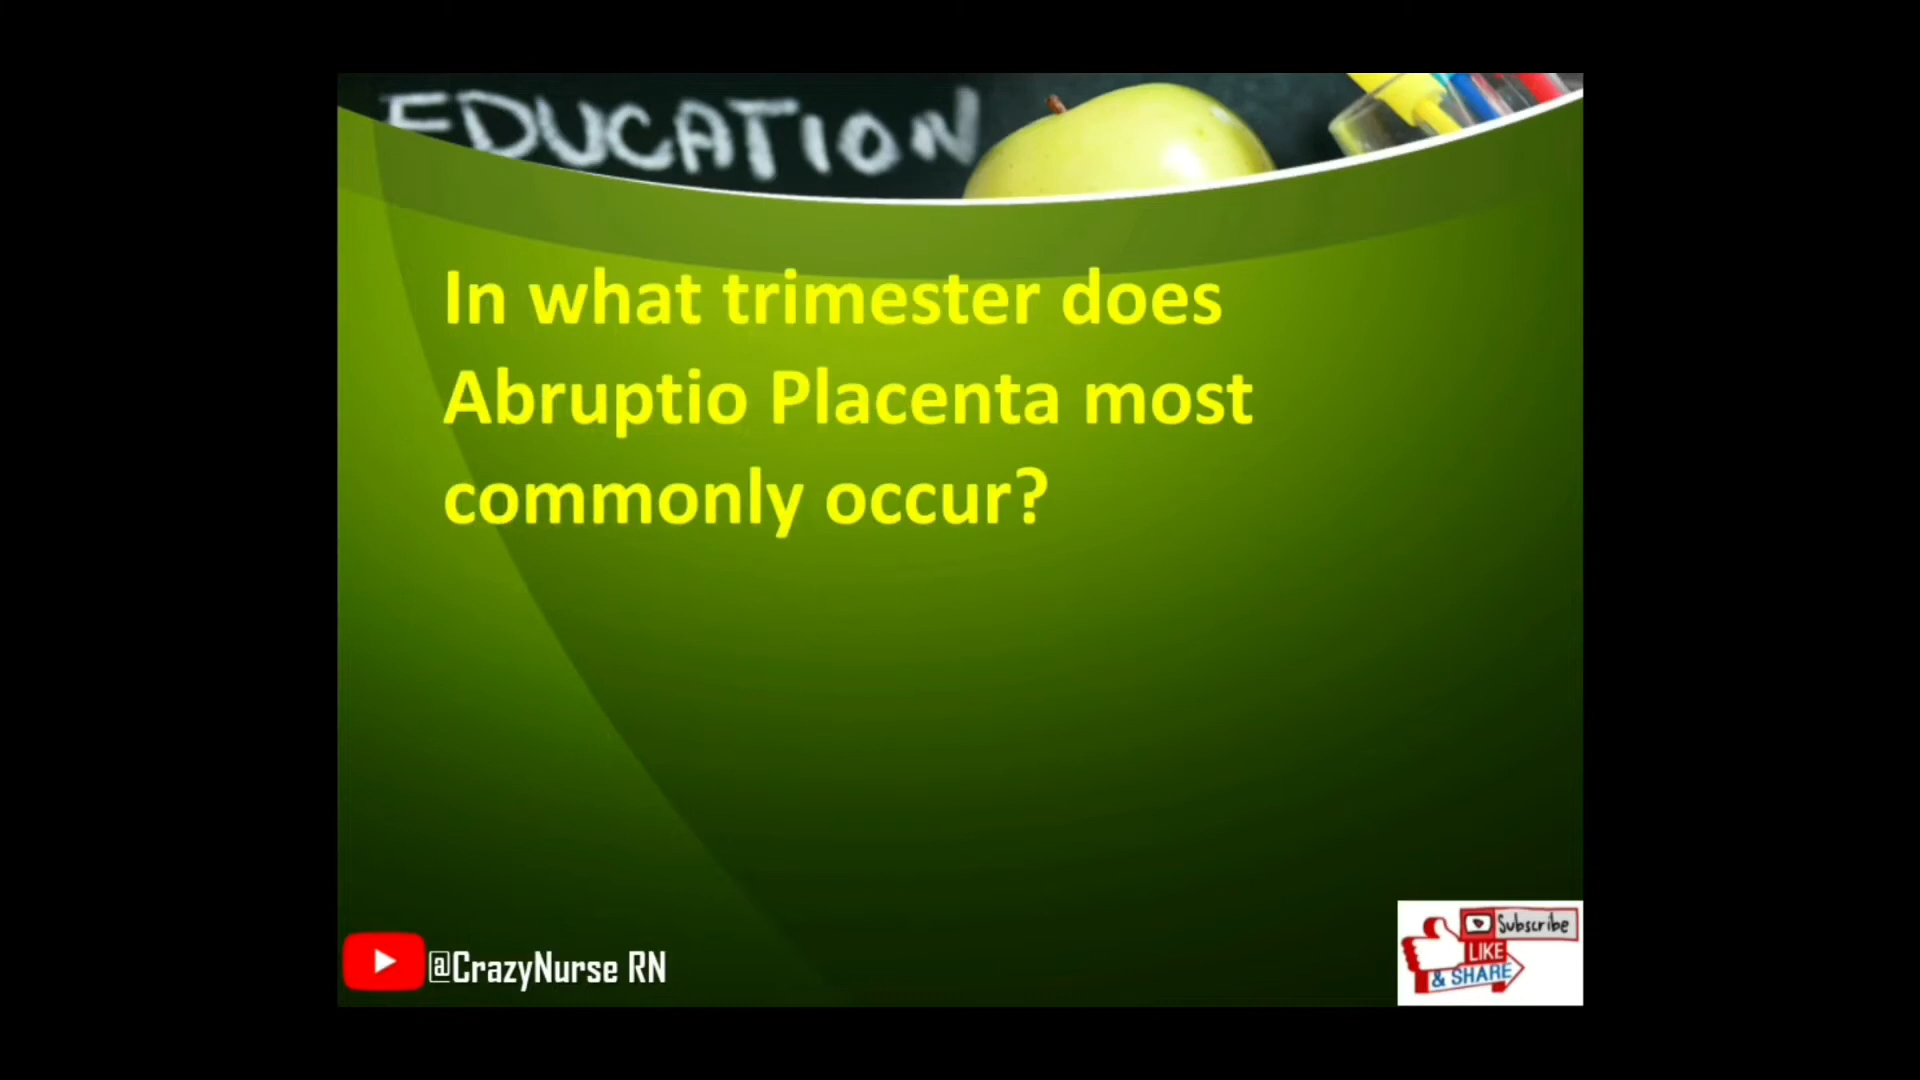 EDUCATION
In what trimester does
Abruptio Placenta most
commonly occur?
@CrazyNurse RN
Subscribe
LIKE
& SHARE